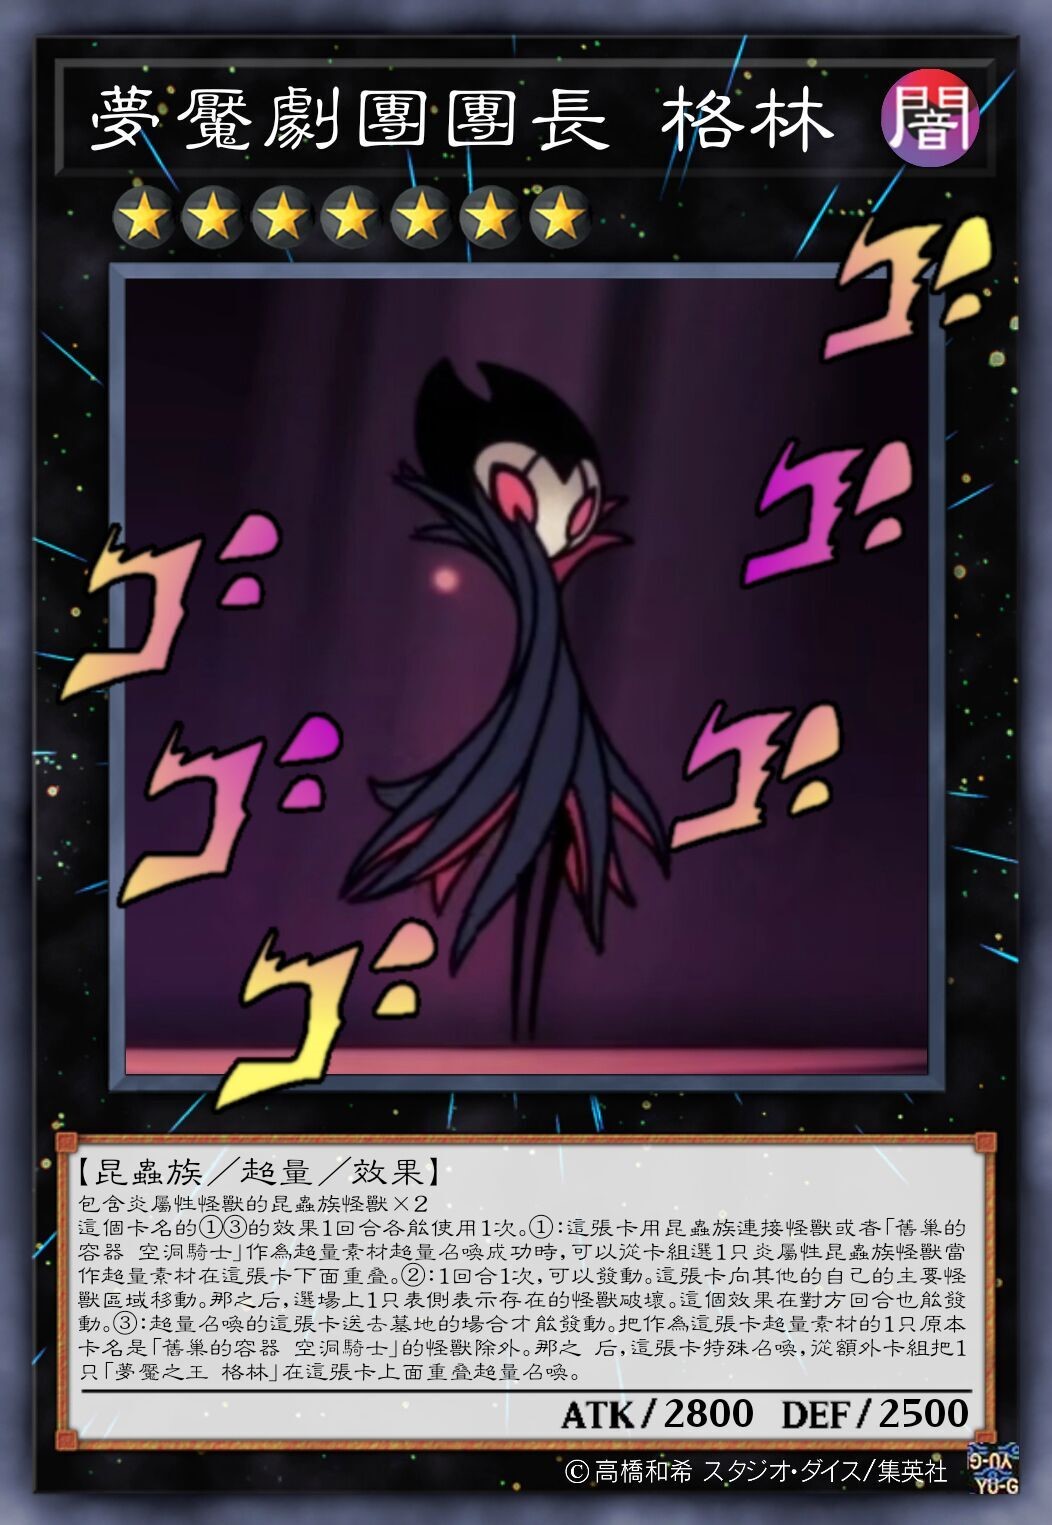 夢魘劇團團長 格林
闇
ゴ
ゴ
ゴ
ゴ
ゴ
ゴ
【昆蟲族／超量／效果】
包含炎屬性怪獸的昆蟲族怪獸×2
這個卡名的①③的效果1回合各能使用1次。①:這張卡用昆蟲族連接怪獸或者「舊巢的
容器 空洞騎士」作為超量素材超量召喚成功時,可以從卡組選1只炎屬性昆蟲族怪獸當
作超量素材在這張卡下面重疊。②:1回合1次,可以發動。這張卡向其他的自己的主要怪
獸區域移動。那之后,選場上1只表側表示存在的怪獸破壞。這個效果在對方回合也能發
動。③:超量召喚的這張卡送去墓地的場合才能發動。把作為這張卡超量素材的1只原本
卡名是「舊巢的容器 空洞騎士」的怪獸除外。那之 后,這張卡特殊召喚,從額外卡組把1
只「夢魘之王 格林」在這張卡上面重疊超量召喚。
ATK/2800 DEF/2500
©高橋和希 スタジオ・ダイス/集英社
YU-G
YU-G